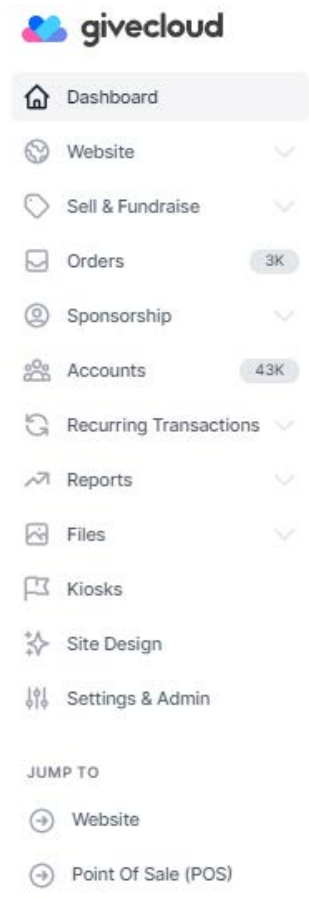 givecloud
Dashboard
Website
Sell & Fundraise
Orders 3K
Sponsorship
Accounts 43K
Recurring Transactions
Reports
Files
Kiosks
Site Design
Settings & Admin
JUMP TO
Website
Point Of Sale (POS)